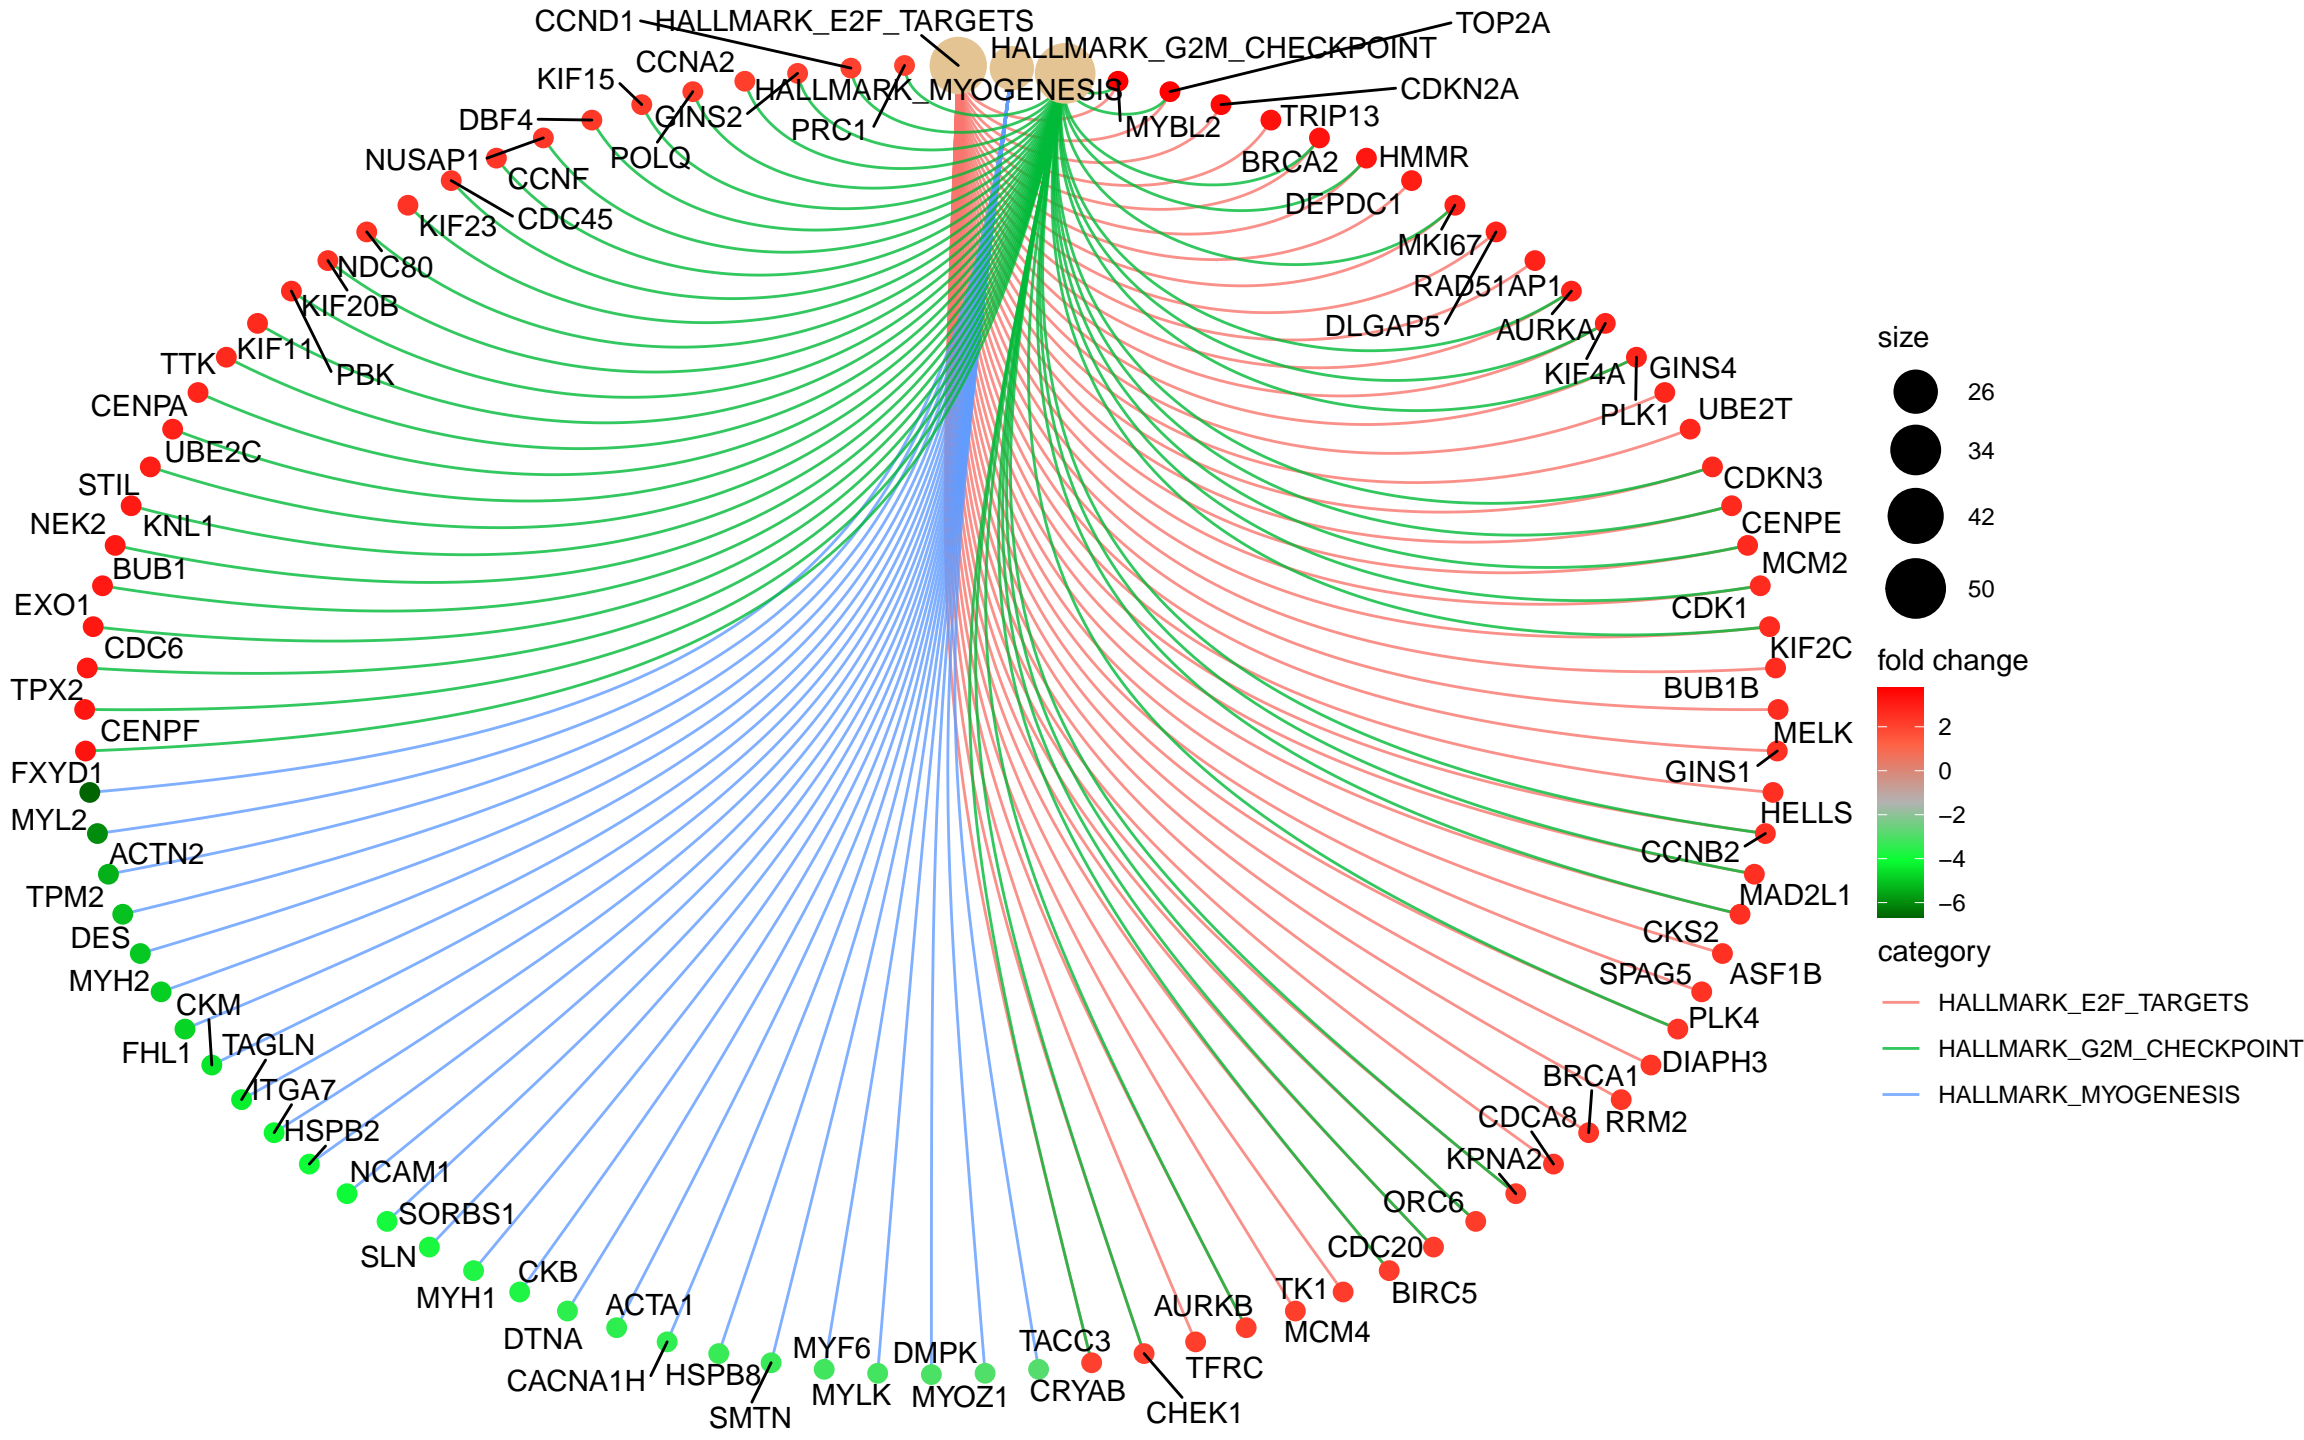 CCND1
HALLMARK_E2F_TARGETS
TOP2A
HALLMARK_G2M_CHECKPOINT
CCNA2
KIF15
HALLMARK_MYOGENESIS
CDKN2A
DBF4
GINS2
PRC1
MYBL2
TRIP13
NUSAP1
POLQ
BRCA2
HMMR
CCNF
DEPDC1
CDC45
KIF23
MKI67
NDC80
RAD51AP1
KIF20B
DLGAP5
AURKA
KIF11
TTK
PBK
KIF4A
GINS4
CENPA
PLK1
UBE2T
UBE2C
CDKN3
STIL
KNL1
NEK2
CENPE
BUB1
MCM2
EXO1
CDK1
CDC6
KIF2C
TPX2
BUB1B
CENPF
MELK
FXYD1
GINS1
MYL2
HELLS
ACTN2
CCNB2
TPM2
MAD2L1
DES
CKS2
MYH2
SPAG5
ASF1B
CKM
PLK4
FHL1
TAGLN
DIAPH3
ITGA7
BRCA1
HSPB2
CDCA8
RRM2
NCAM1
KPNA2
SORBS1
ORC6
SLN
CDC20
MYH1
CKB
TK1
BIRC5
DTNA
ACTA1
AURKB
MCM4
CACNA1H
HSPB8
MYF6
DMPK
TACC3
TFRC
SMTN
MYLK
MYOZ1
CRYAB
CHEK1
size
26
34
42
50
fold change
2
0
−2
−4
−6
category
HALLMARK_E2F_TARGETS
HALLMARK_G2M_CHECKPOINT
HALLMARK_MYOGENESIS